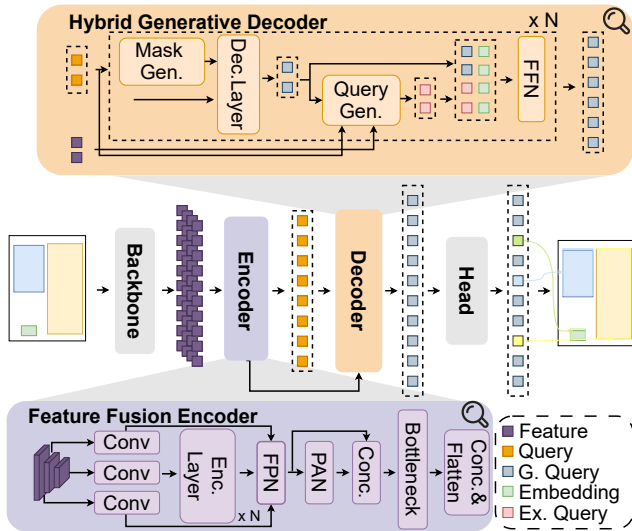 Hybrid Generative Decoder
x N
Mask
Gen.
Dec.Layer
Query
Gen.
FFN
Backbone
Encoder
Decoder
Head
Feature Fusion Encoder
Conv
Conv
Conv
Enc.
Layer
x N
FPN
PAN
Conc.
Bottleneck
Conc.&
Flatten
Feature
Query
G. Query
Embedding
Ex. Query